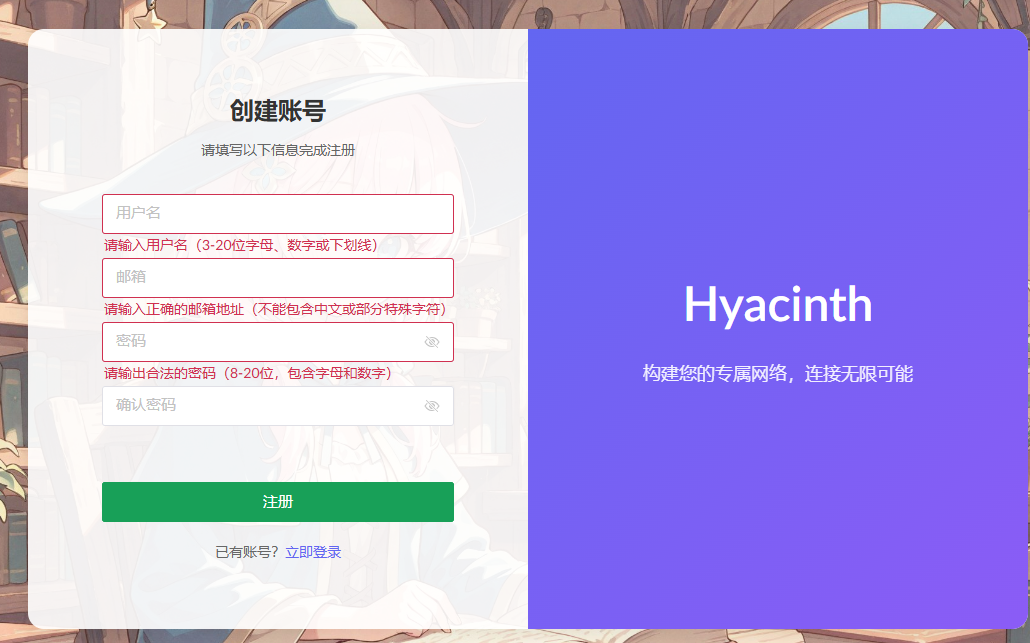 创建账号
请填写以下信息完成注册
用户名
请输入用户名（3-20位字母、数字或下划线）
邮箱
请输入正确的邮箱地址（不能包含中文或部分特殊字符）
密码
请输出合法的密码（8-20位，包含字母和数字）
确认密码
注册
已有账号？立即登录
Hyacinth
构建您的专属网络，连接无限可能